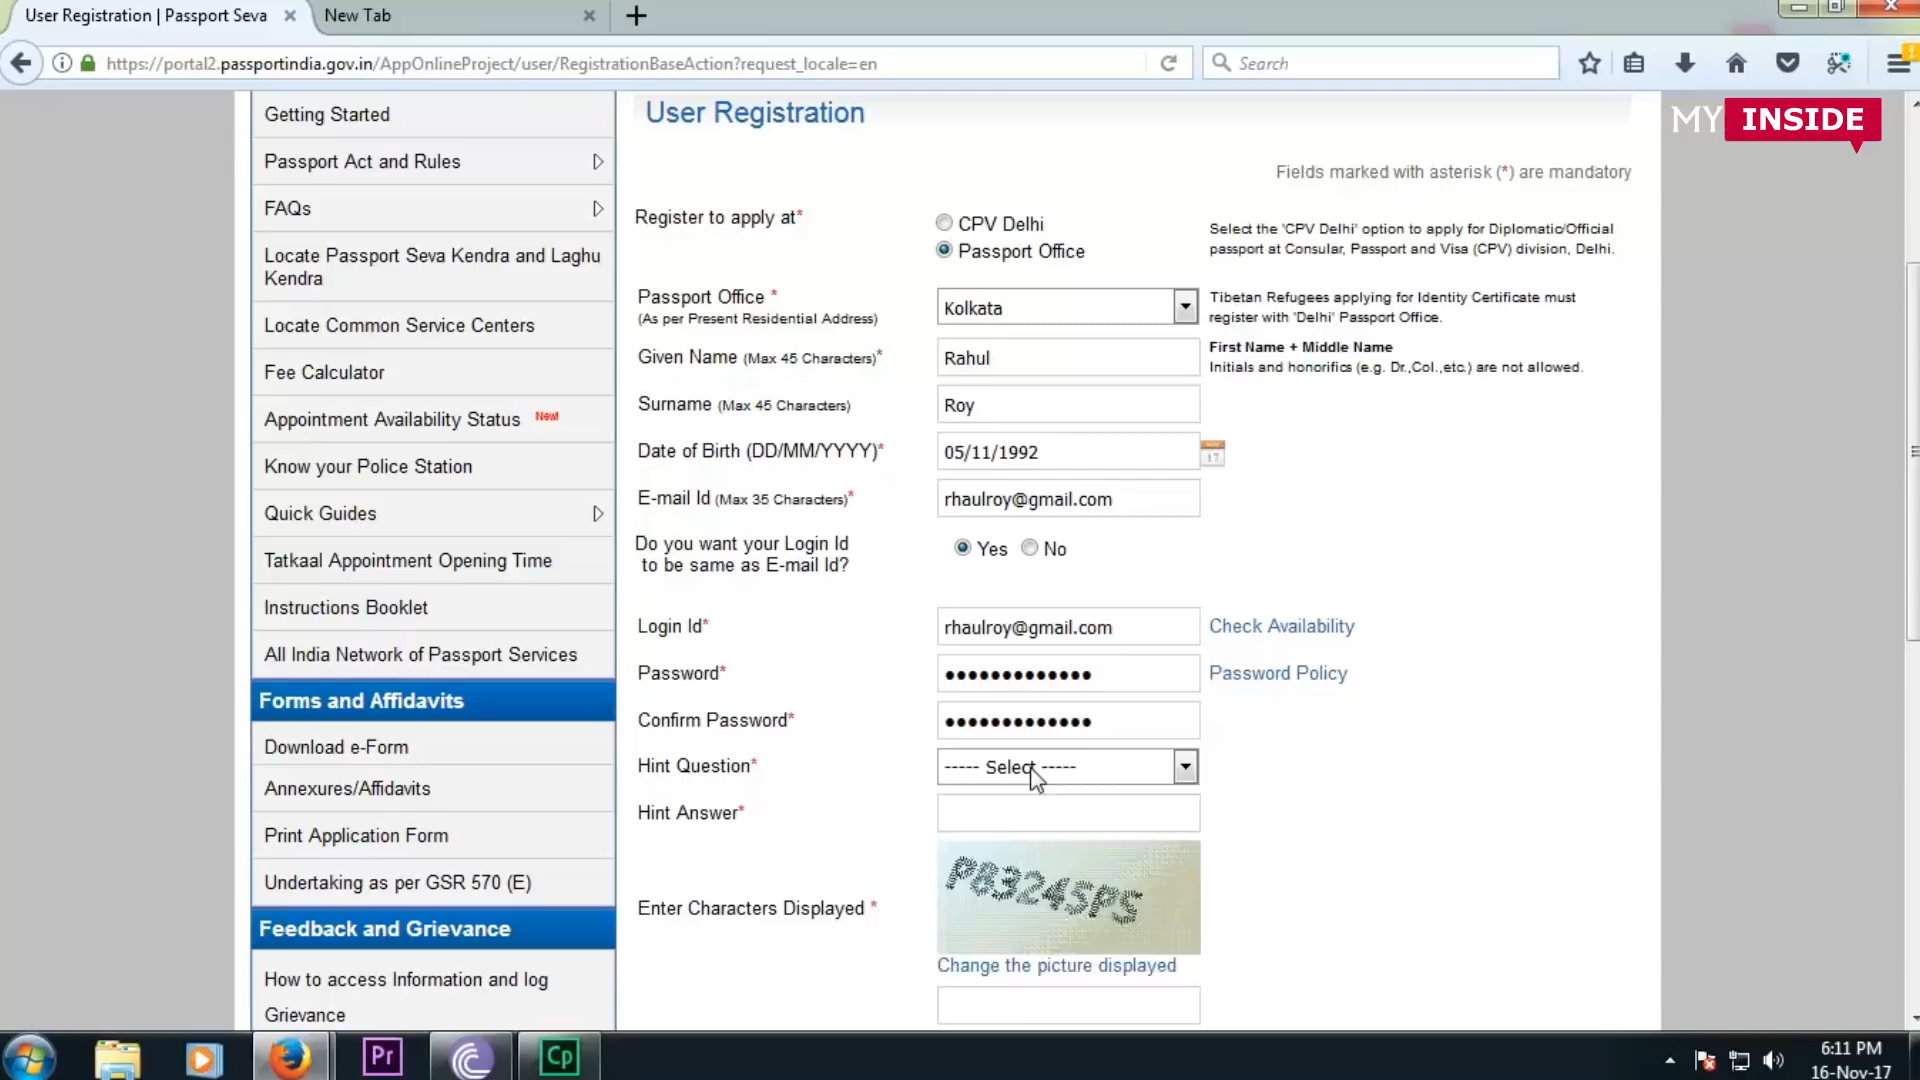 User Registration | Passport Seva
New Tab
https://portal2.passportindia.gov.in/AppOnlineProject/user/RegistrationBaseAction?request_locale=en
Search
MY INSIDE
Getting Started
Passport Act and Rules
FAQs
Locate Passport Seva Kendra and Laghu
Kendra
Locate Common Service Centers
Fee Calculator
Appointment Availability Status New!
Know your Police Station
Quick Guides
Tatkaal Appointment Opening Time
Instructions Booklet
All India Network of Passport Services
Forms and Affidavits
Download e-Form
Annexures/Affidavits
Print Application Form
Undertaking as per GSR 570 (E)
Feedback and Grievance
How to access Information and log
Grievance
User Registration
Fields marked with asterisk (*) are mandatory
Register to apply at*
CPV Delhi
Passport Office
Select the 'CPV Delhi' option to apply for Diplomatic/Official
passport at Consular, Passport and Visa (CPV) division, Delhi.
Passport Office *
(As per Present Residential Address)
Kolkata
Tibetan Refugees applying for Identity Certificate must
register with 'Delhi' Passport Office.
Given Name (Max 45 Characters)*
Rahul
First Name + Middle Name
Initials and honorifics (e.g. Dr.,Col.,etc.) are not allowed.
Surname (Max 45 Characters)
Roy
Date of Birth (DD/MM/YYYY)*
05/11/1992
17
E-mail Id (Max 35 Characters)*
rhaulroy@gmail.com
Do you want your Login Id
to be same as E-mail Id?
Yes No
Login Id*
rhaulroy@gmail.com
Check Availability
Password*
●●●●●●●●●●●●●
Password Policy
Confirm Password*
●●●●●●●●●●●●●
Hint Question*
----- Select -----
Hint Answer*
Enter Characters Displayed *
P83245PS
Change the picture displayed
Pr
Cp
6:11 PM
16-Nov-17